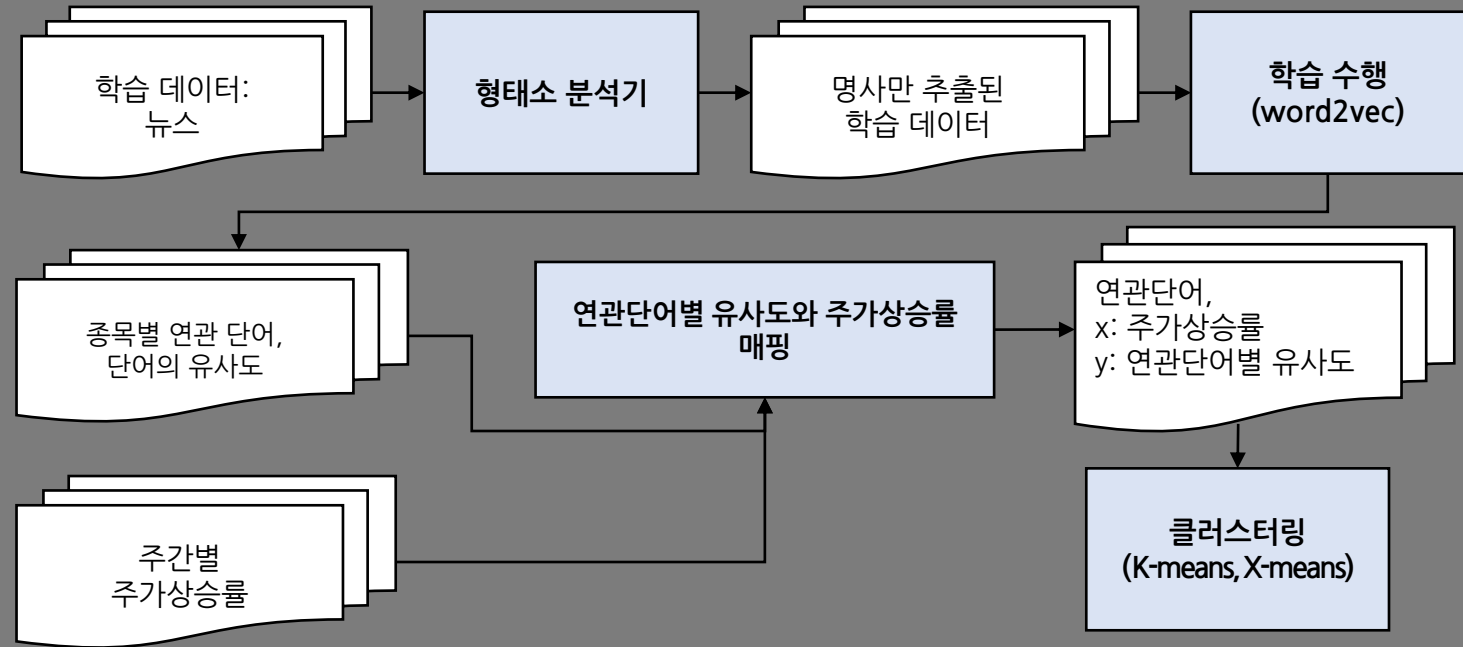 학습 데이터:
뉴스
형태소 분석기
명사만 추출된
학습 데이터
학습 수행
(word2vec)
종목별 연관 단어,
단어의 유사도
연관단어별 유사도와 주가상승률
매핑
연관단어,
x: 주가상승률
y: 연관단어별 유사도
주간별
주가상승률
클러스터링
(K-means, X-means)